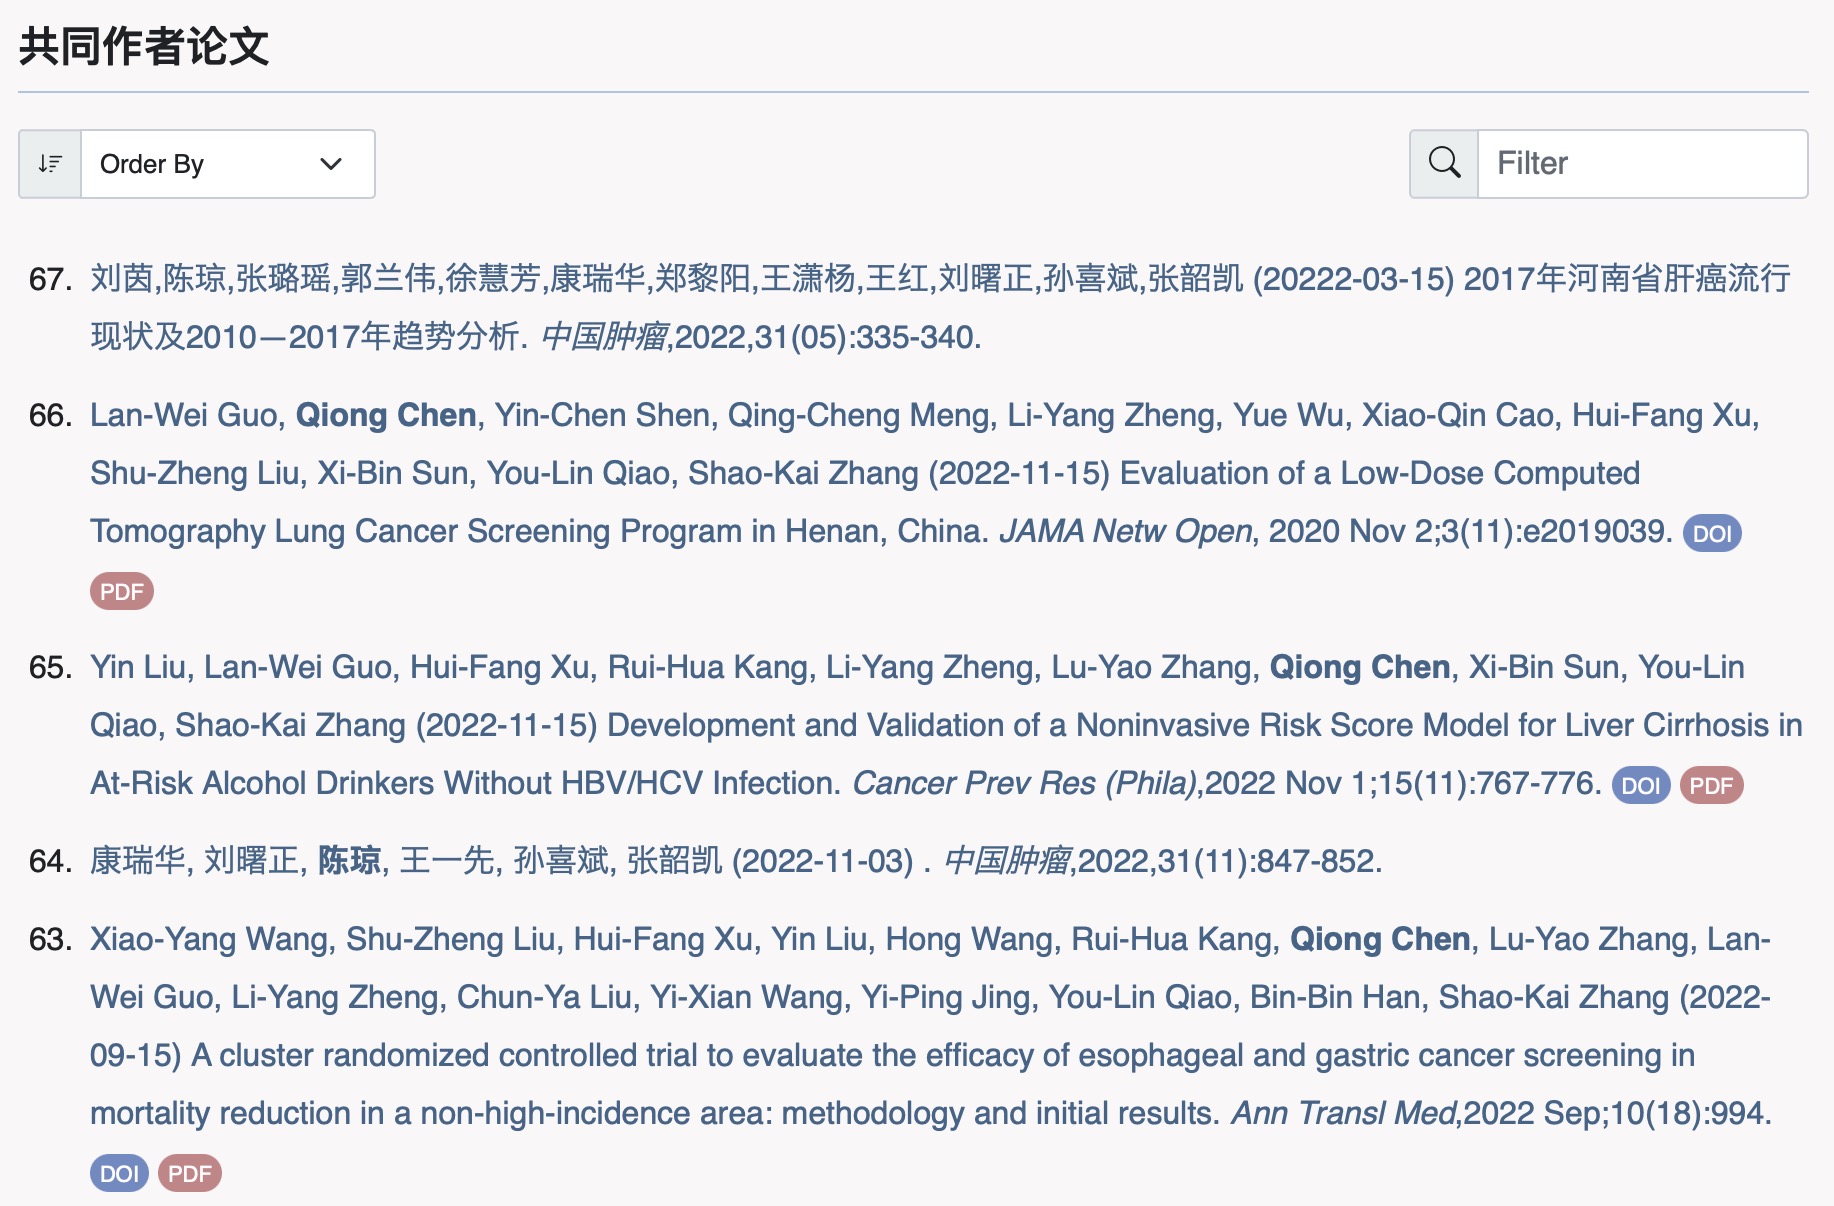 共同作者论文
Order By
Filter
67. 刘茵,陈琼,张璐瑶,郭兰伟,徐慧芳,康瑞华,郑黎阳,王潇杨,王红,刘曙正,孙喜斌,张韶凯 (20222-03-15) 2017年河南省肝癌流行
现状及2010—2017年趋势分析. 中国肿瘤,2022,31(05):335-340.
66. Lan-Wei Guo, Qiong Chen, Yin-Chen Shen, Qing-Cheng Meng, Li-Yang Zheng, Yue Wu, Xiao-Qin Cao, Hui-Fang Xu,
Shu-Zheng Liu, Xi-Bin Sun, You-Lin Qiao, Shao-Kai Zhang (2022-11-15) Evaluation of a Low-Dose Computed
Tomography Lung Cancer Screening Program in Henan, China. JAMA Netw Open, 2020 Nov 2;3(11):e2019039. DOI
PDF
65. Yin Liu, Lan-Wei Guo, Hui-Fang Xu, Rui-Hua Kang, Li-Yang Zheng, Lu-Yao Zhang, Qiong Chen, Xi-Bin Sun, You-Lin
Qiao, Shao-Kai Zhang (2022-11-15) Development and Validation of a Noninvasive Risk Score Model for Liver Cirrhosis in
At-Risk Alcohol Drinkers Without HBV/HCV Infection. Cancer Prev Res (Phila),2022 Nov 1;15(11):767-776. DOI PDF
64. 康瑞华, 刘曙正, 陈琼, 王一先, 孙喜斌, 张韶凯 (2022-11-03) . 中国肿瘤,2022,31(11):847-852.
63. Xiao-Yang Wang, Shu-Zheng Liu, Hui-Fang Xu, Yin Liu, Hong Wang, Rui-Hua Kang, Qiong Chen, Lu-Yao Zhang, Lan-
Wei Guo, Li-Yang Zheng, Chun-Ya Liu, Yi-Xian Wang, Yi-Ping Jing, You-Lin Qiao, Bin-Bin Han, Shao-Kai Zhang (2022-
09-15) A cluster randomized controlled trial to evaluate the efficacy of esophageal and gastric cancer screening in
mortality reduction in a non-high-incidence area: methodology and initial results. Ann Transl Med,2022 Sep;10(18):994.
DOI PDF